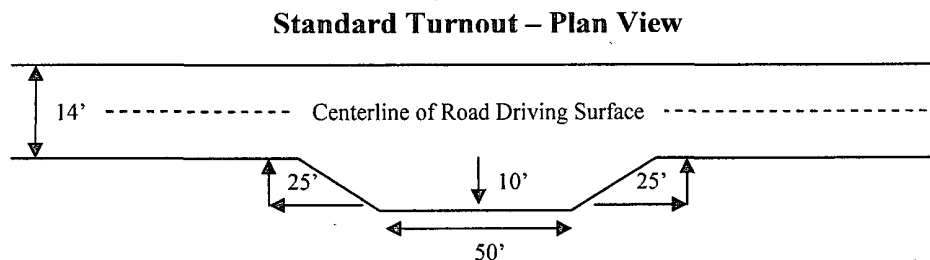 Standard Turnout – Plan View
14'
Centerline of Road Driving Surface
25'
10'
25'
50'